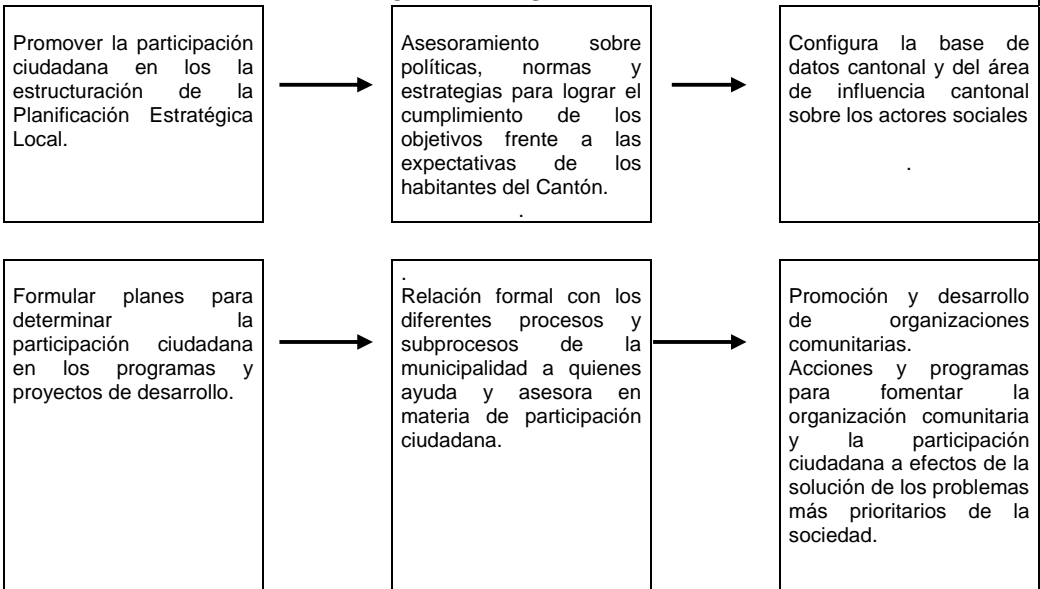 Promover la participación
ciudadana en los la
estructuración de la
Planificación Estratégica
Local.
Asesoramiento sobre
políticas, normas y
estrategias para lograr el
cumplimiento de los
objetivos frente a las
expectativas de los
habitantes del Cantón.
.
Configura la base de
datos cantonal y del área
de influencia cantonal
sobre los actores sociales
.
Formular planes para
determinar la
participación ciudadana
en los programas y
proyectos de desarrollo.
.
Relación formal con los
diferentes procesos y
subprocesos de la
municipalidad a quienes
ayuda y asesora en
materia de participación
ciudadana.
Promoción y desarrollo
de organizaciones
comunitarias.
Acciones y programas
para fomentar la
organización comunitaria
y la participación
ciudadana a efectos de la
solución de los problemas
más prioritarios de la
sociedad.